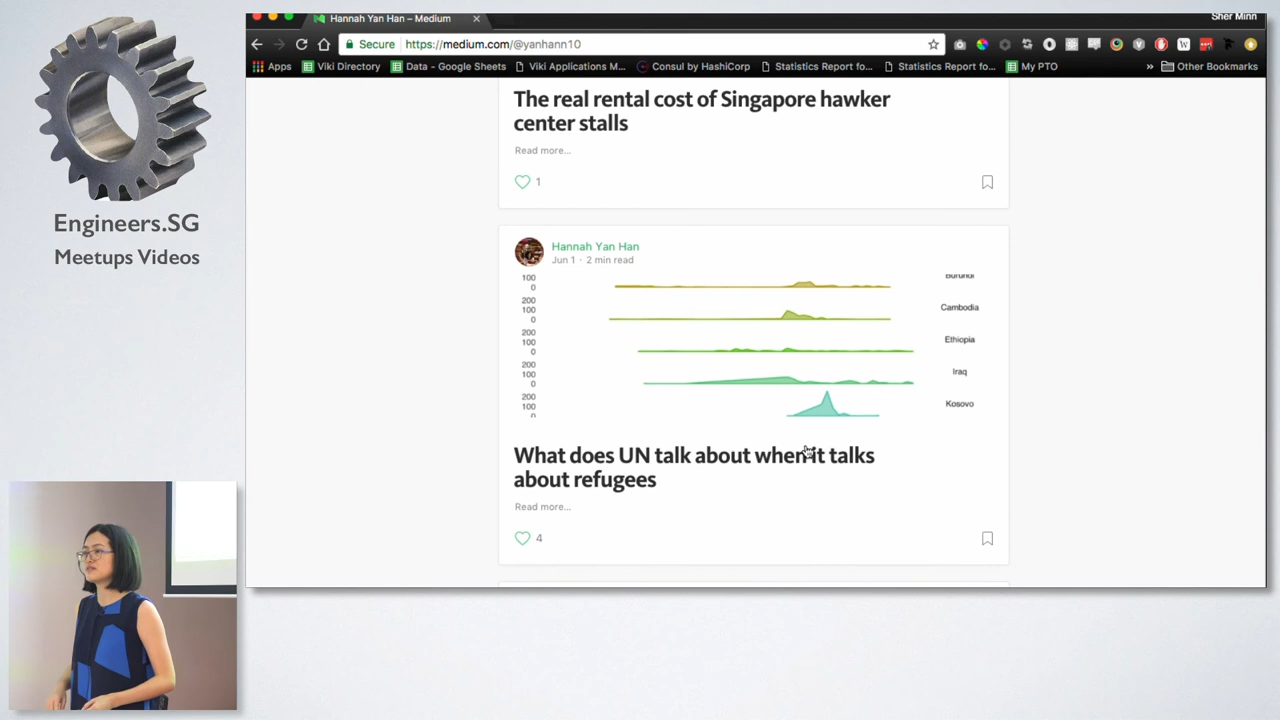 Engineers.SG
Meetups Videos
Hannah Yan Han – Medium
Sher Minn
Secure https://medium.com/@yanhann10
Apps Viki Directory Data - Google Sheets Viki Applications M... Consul by HashiCorp Statistics Report fo... Statistics Report fo... My PTO » Other Bookmarks
The real rental cost of Singapore hawker
center stalls
Read more...
1
Hannah Yan Han
Jun 1 · 2 min read
100
0
Burundi
200
100
0
Cambodia
200
100
0
Ethiopia
200
100
0
Iraq
200
100
0
Kosovo
What does UN talk about when it talks
about refugees
Read more...
4